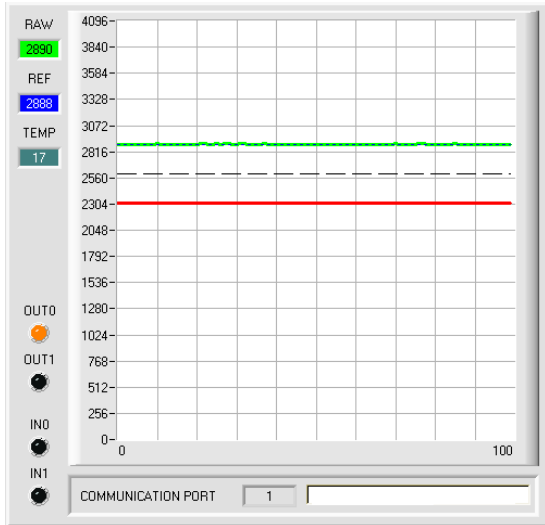 RAW
2890
REF
2888
TEMP
17
OUT0
OUT1
IN0
IN1
4096
3840
3584
3328
3072
2816
2560
2304
2048
1792
1536
1280
1024
768
512
256
0
0 100
COMMUNICATION PORT 1